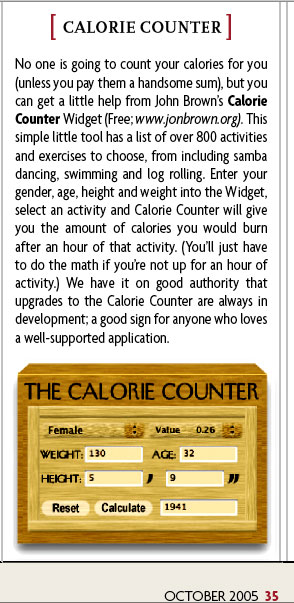 [ CALORIE COUNTER ]
No one is going to count your calories for you
(unless you pay them a handsome sum), but you
can get a little help from John Brown's Calorie
Counter Widget (Free; www.jonbrown.org). This
simple little tool has a list of over 800 activities
and exercises to choose, from including samba
dancing, swimming and log rolling. Enter your
gender, age, height and weight into the Widget,
select an activity and Calorie Counter will give
you the amount of calories you would burn
after an hour of that activity. (You'll just have
to do the math if you're not up for an hour of
activity.) We have it on good authority that
upgrades to the Calorie Counter are always in
development; a good sign for anyone who loves
a well-supported application.
THE CALORIE COUNTER
Female Value 0.26
WEIGHT: 130 AGE: 32
HEIGHT: 5 ' 9 "
Reset Calculate 1941
OCTOBER 2005 35